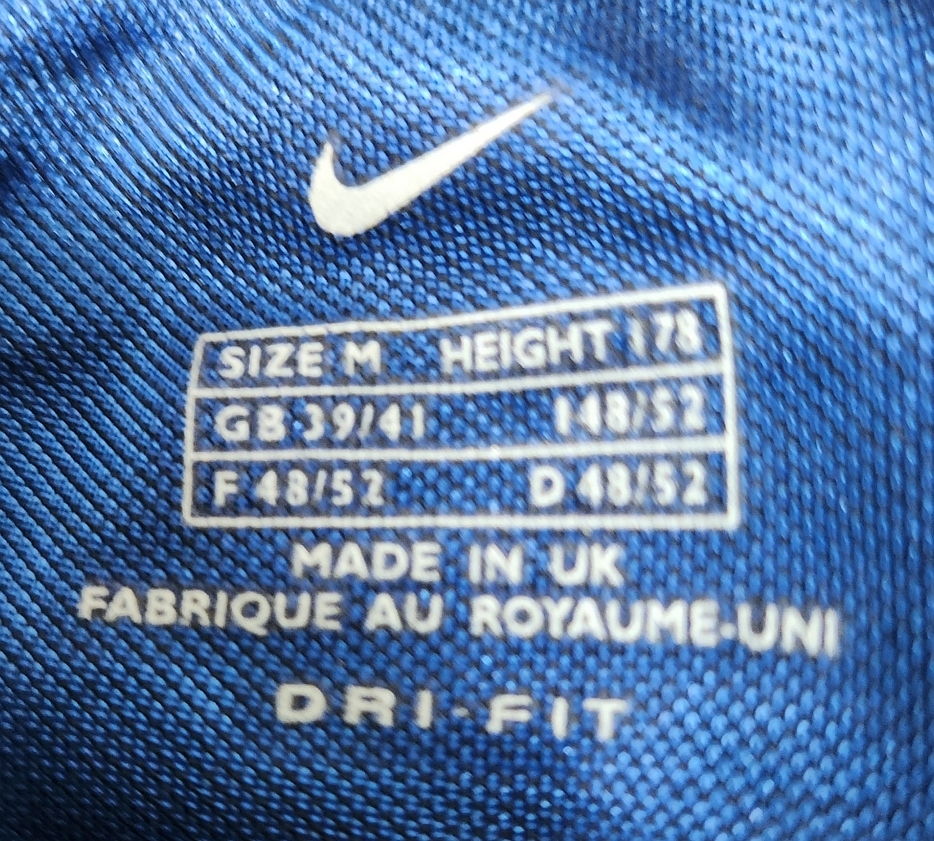 SIZE M HEIGHT 178
GB 39/41 I 48/52
F 48/52 D 48/52
MADE IN UK
FABRIQUE AU ROYAUME-UNI
DRI-FIT